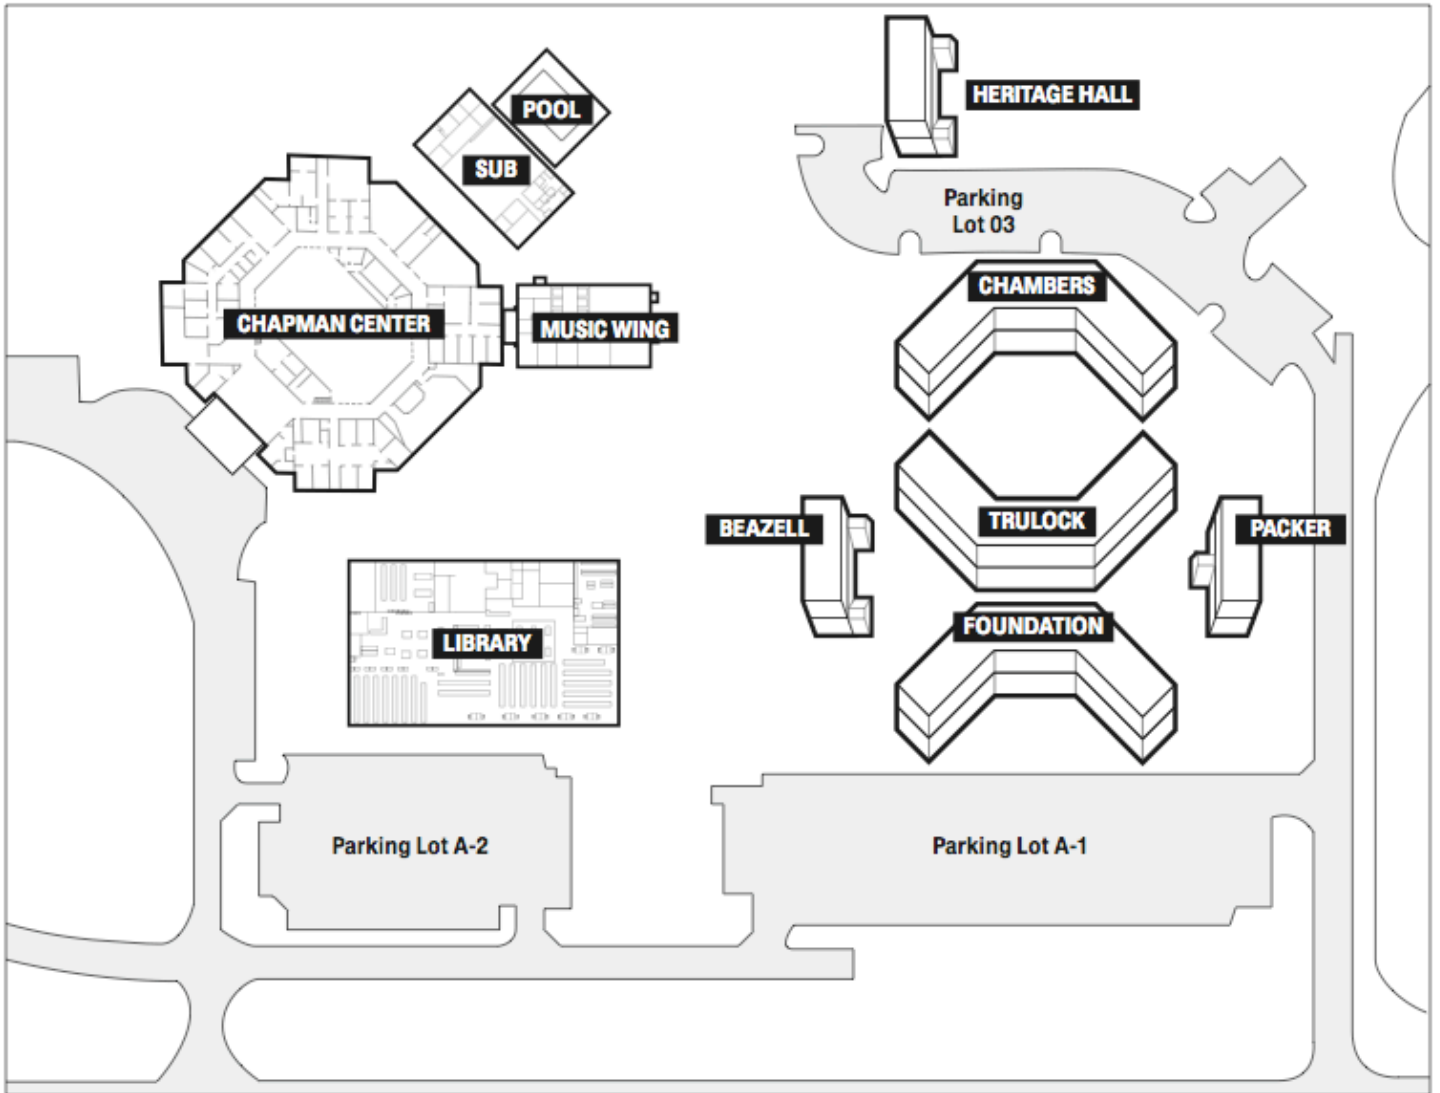 POOL
HERITAGE HALL
SUB
Parking
Lot 03
CHAMBERS
CHAPMAN CENTER
MUSIC WING
TRULOCK
BEAZELL
PACKER
FOUNDATION
LIBRARY
Parking Lot A-2
Parking Lot A-1